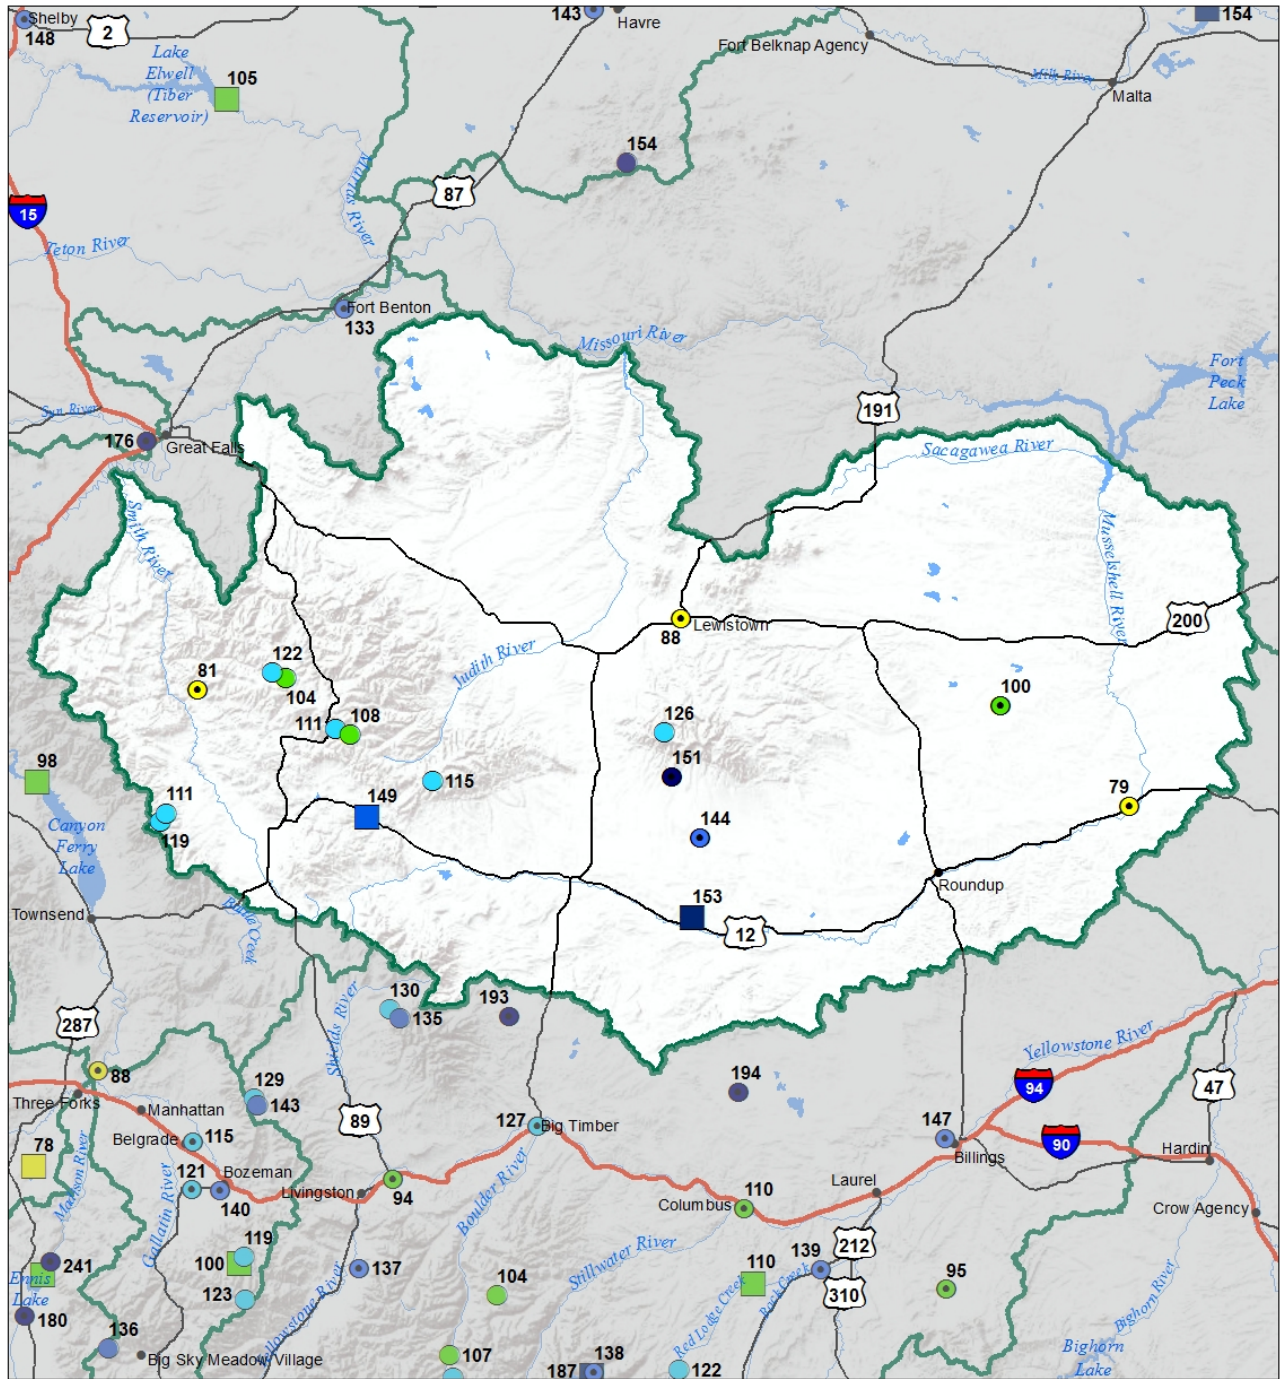 Shelby
148
2
143
Havre
154
Fort Belknap Agency
Lake
Elwell
(Tiber
Reservoir)
105
Milk River
Malta
154
87
Marias
River
15
Teton River
Fort Benton
133
Missouri River
Fort
Peck
Lake
191
Sun River
176
Great Falls
Sacagawea River
Smith River
Musselshell River
200
88
Lewistown
Judith River
122
81
104
100
111
108
126
151
115
98
149
79
111
144
119
Canyon
Ferry
Lake
Roundup
153
12
Townsend
Butte Creek
130
193
135
287
Shields River
Yellowstone River
88
194
94
47
Three Forks
129
143
Manhattan
89
127
Big Timber
147
90
Belgrade
115
Billings
Hardin
78
Madison River
Bozeman
121
140
Livingston
94
Laurel
Columbus
110
Crow Agency
Gallatin River
Boulder River
119
212
241
100
137
Stillwater River
139
110
Ennis
Lake
104
Rock Creek
310
95
123
Red Lodge Creek
Bighorn River
180
Yellowstone River
136
Big Sky Meadow Village
107
187
138
122
Bighorn
Lake